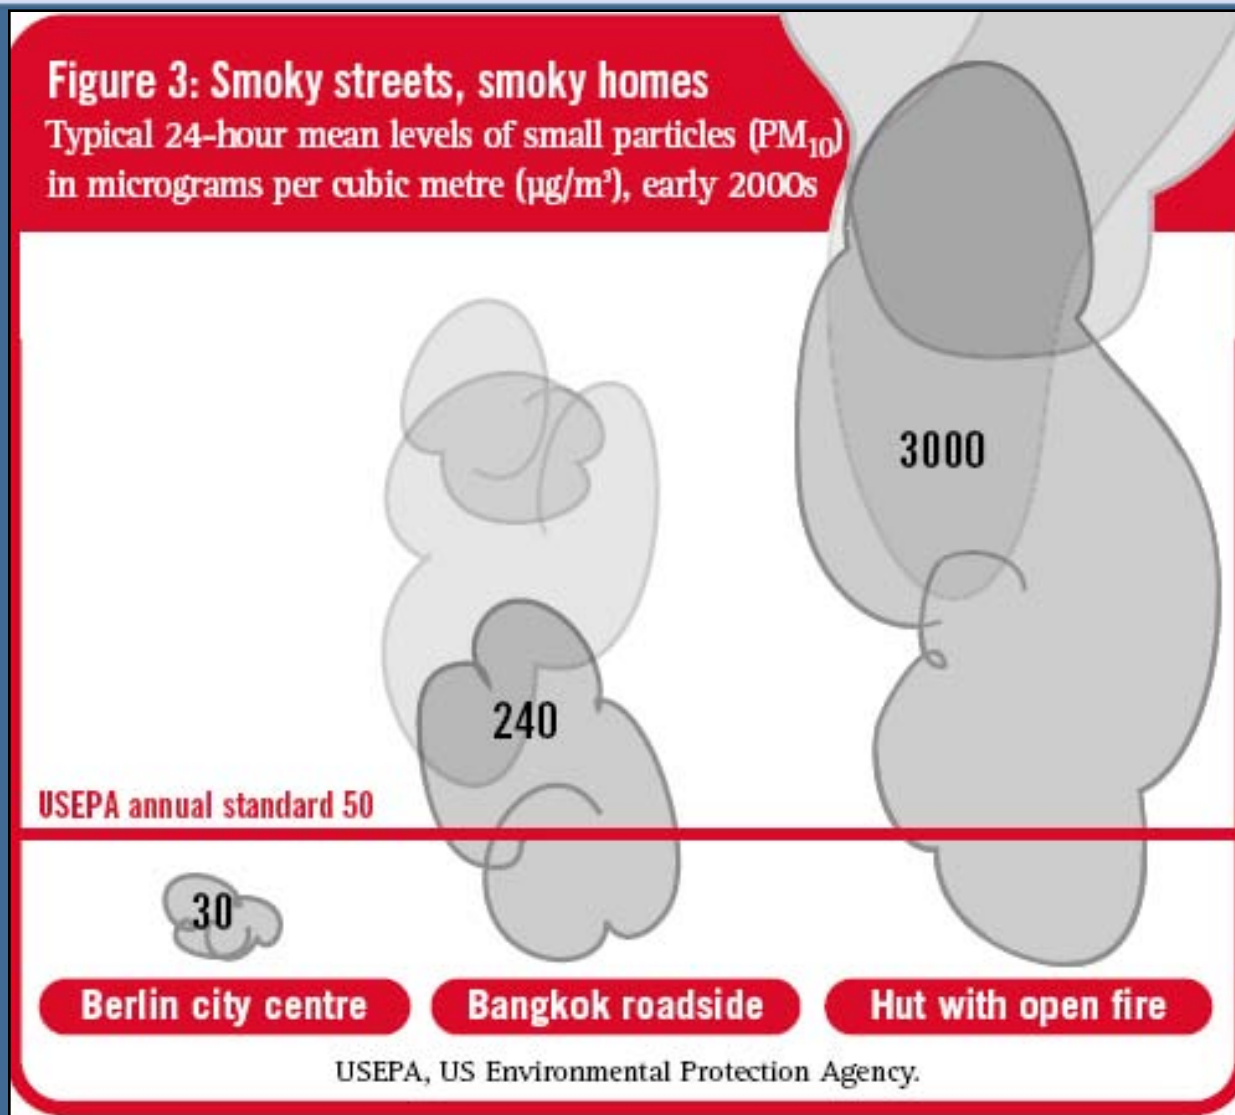 Figure 3: Smoky streets, smoky homes
Typical 24-hour mean levels of small particles (PM₁₀)
in micrograms per cubic metre (µg/m³), early 2000s
3000
240
USEPA annual standard 50
30
Berlin city centre
Bangkok roadside
Hut with open fire
USEPA, US Environmental Protection Agency.